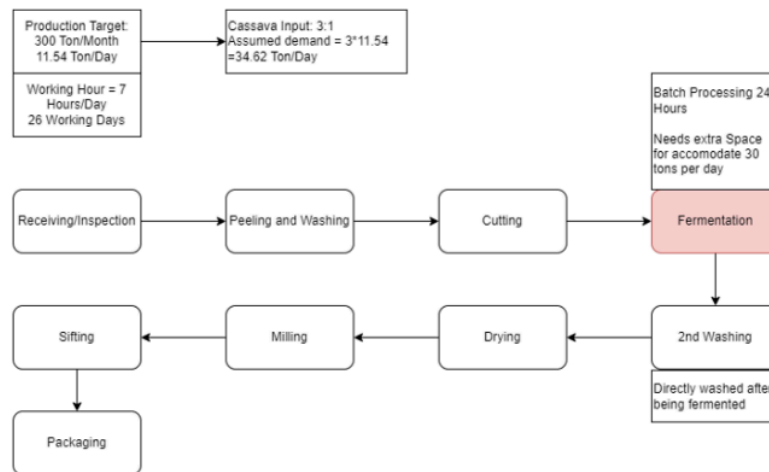 Production Target:
300 Ton/Month
11.54 Ton/Day
Working Hour = 7
Hours/Day
26 Working Days
Cassava Input: 3:1
Assumed demand = 3*11.54
=34.62 Ton/Day
Batch Processing 24
Hours
Needs extra Space
for accomodate 30
tons per day
Receiving/Inspection
Peeling and Washing
Cutting
Fermentation
Sifting
Milling
Drying
2nd Washing
Directly washed after
being fermented
Packaging